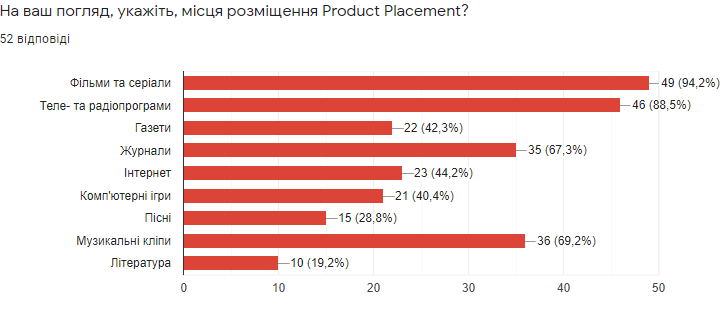 На ваш погляд, укажіть, місця розміщення Product Placement?
52 відповіді
Фільми та серіали 49 (94,2%)
Теле- та радіопрограми 46 (88,5%)
Газети 22 (42,3%)
Журнали 35 (67,3%)
Інтернет 23 (44,2%)
Комп'ютерні ігри 21 (40,4%)
Пісні 15 (28,8%)
Музикальні кліпи 36 (69,2%)
Література 10 (19,2%)
0 10 20 30 40 50